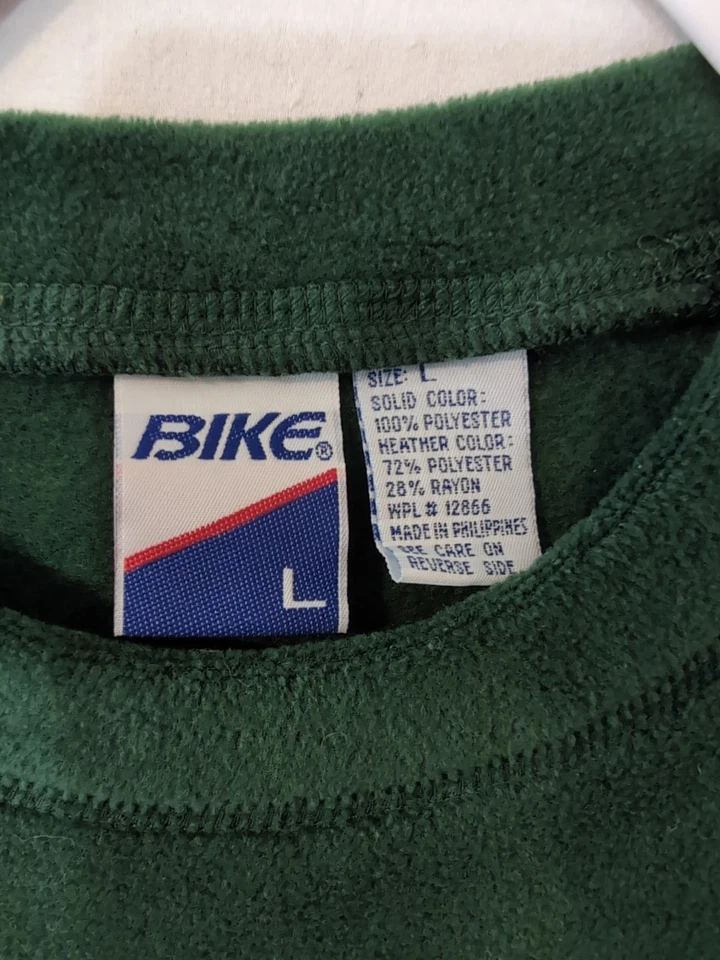 BIKE®
L
SIZE: L
SOLID COLOR:
100% POLYESTER
HEATHER COLOR:
72% POLYESTER
28% RAYON
WPL # 12866
MADE IN PHILIPPINES
SEE CARE ON
REVERSE SIDE